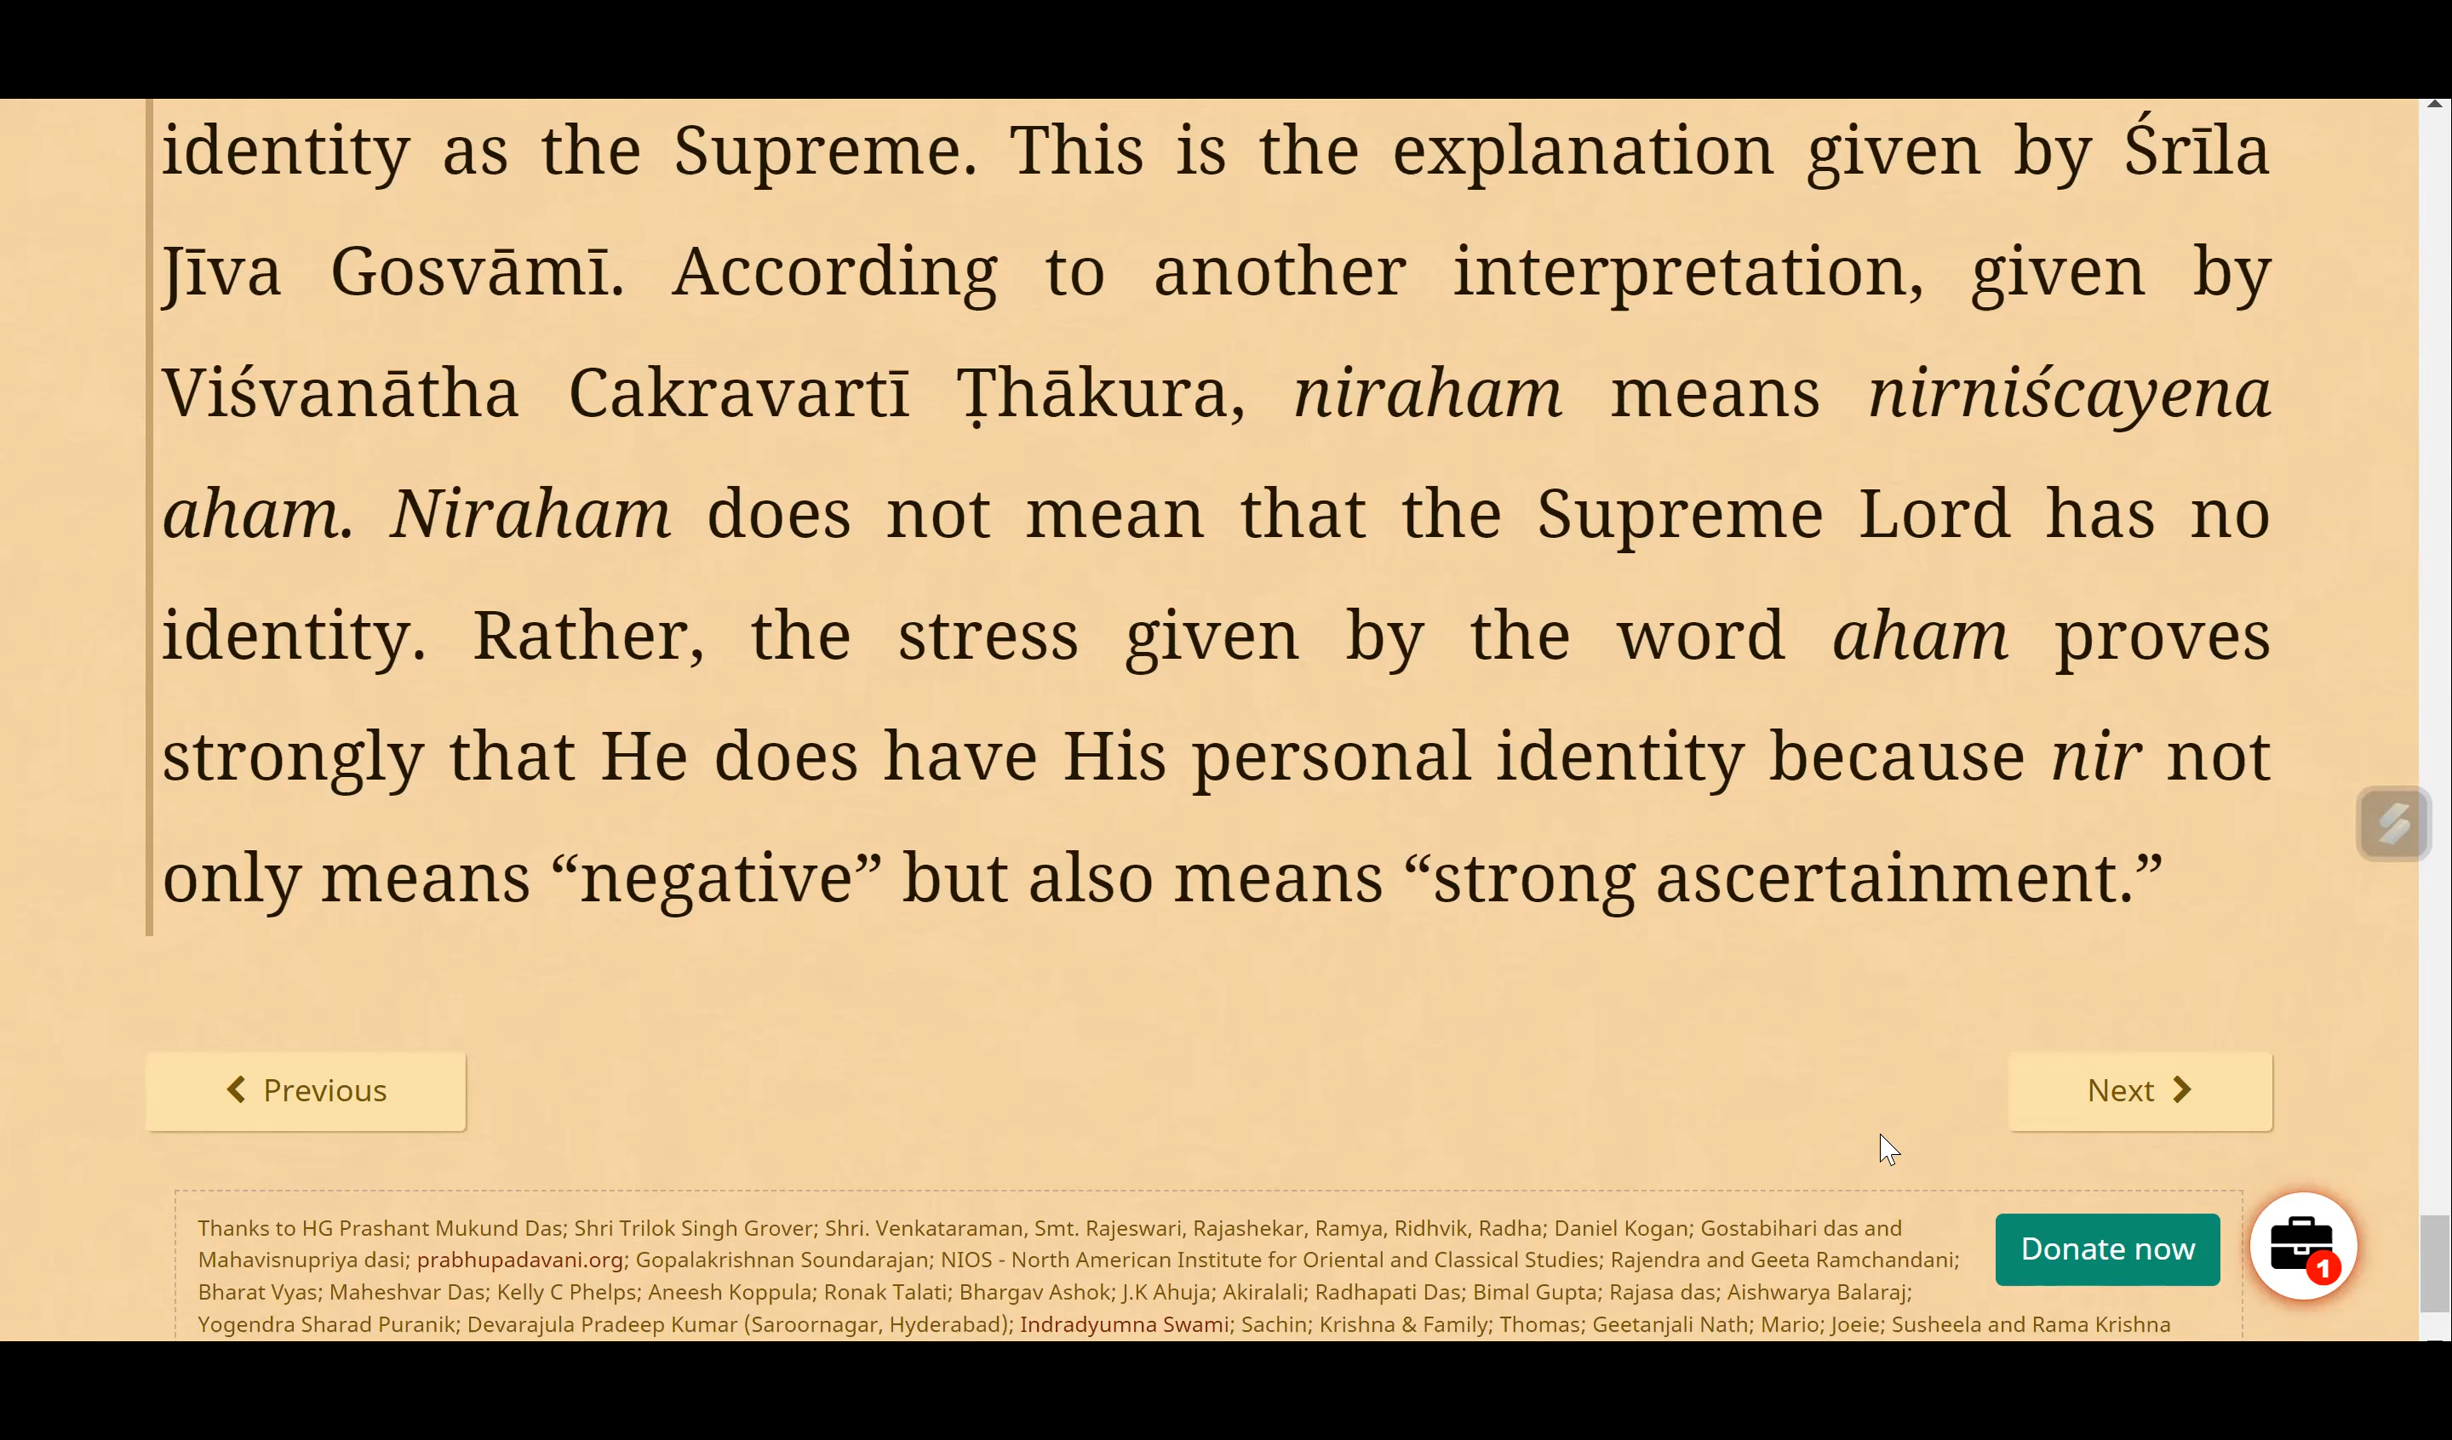 identity as the Supreme. This is the explanation given by Śrīla
Jīva Gosvāmī. According to another interpretation, given by
Viśvanātha Cakravartī Ṭhākura, niraham means nirniścayena
aham. Niraham does not mean that the Supreme Lord has no
identity. Rather, the stress given by the word aham proves
strongly that He does have His personal identity because nir not
only means “negative” but also means “strong ascertainment.”
Previous
Next
Thanks to HG Prashant Mukund Das; Shri Trilok Singh Grover; Shri. Venkataraman, Smt. Rajeswari, Rajashekar, Ramya, Ridhvik, Radha; Daniel Kogan; Gostabihari das and
Mahavisnupriya dasi; prabhupadavani.org; Gopalakrishnan Soundarajan; NIOS - North American Institute for Oriental and Classical Studies; Rajendra and Geeta Ramchandani;
Bharat Vyas; Maheshvar Das; Kelly C Phelps; Aneesh Koppula; Ronak Talati; Bhargav Ashok; J.K Ahuja; Akiralali; Radhapati Das; Bimal Gupta; Rajasa das; Aishwarya Balaraj;
Yogendra Sharad Puranik; Devarajula Pradeep Kumar (Saroornagar, Hyderabad); Indradyumna Swami; Sachin; Krishna & Family; Thomas; Geetanjali Nath; Mario; Joeie; Susheela and Rama Krishna
Donate now
1